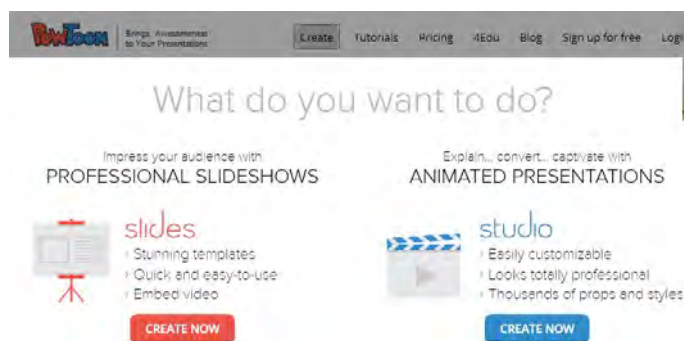 PowToon
Brings Awesomeness
to Your Presentations
Create Tutorials Pricing 4Edu Blog Sign up for free Logi
What do you want to do?
Impress your audience with
PROFESSIONAL SLIDESHOWS
slides
› Stunning templates
› Quick and easy-to-use
› Embed video
CREATE NOW
Explain... convert... captivate with
ANIMATED PRESENTATIONS
studio
› Easily customizable
› Looks totally professional
› Thousands of props and styles
CREATE NOW